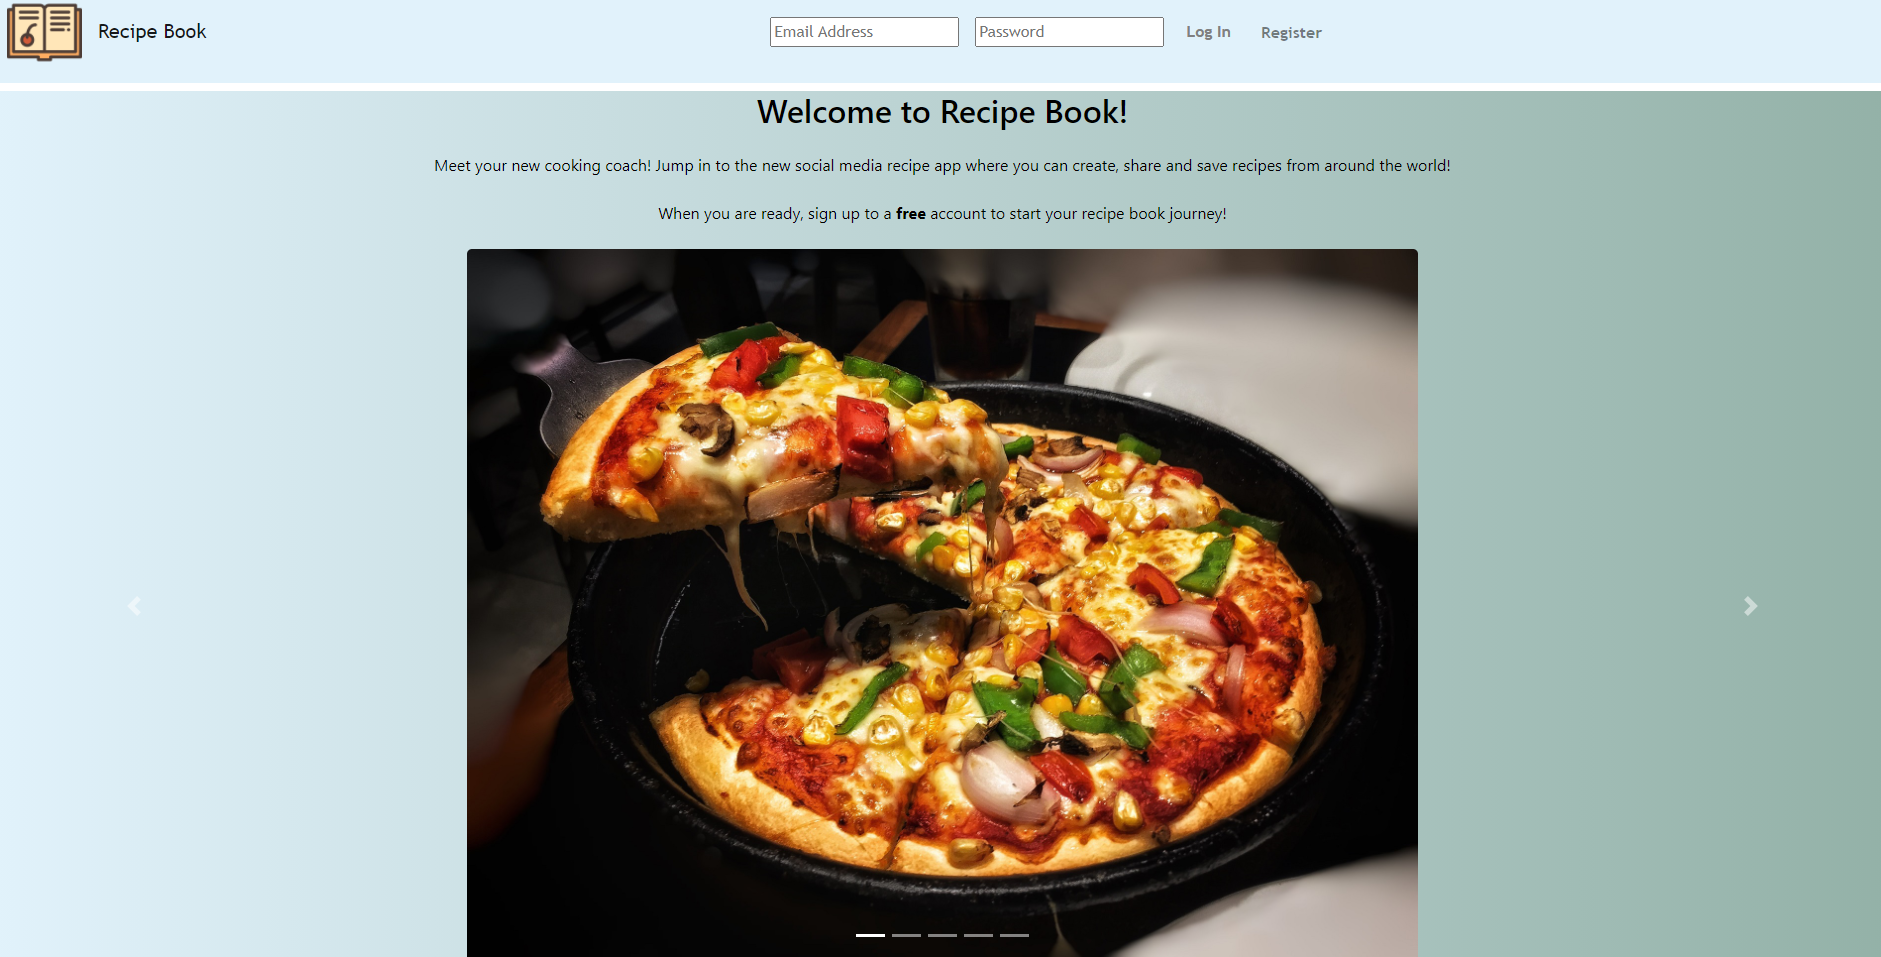 Recipe Book
Email Address
Password
Log In
Register
Welcome to Recipe Book!
Meet your new cooking coach! Jump in to the new social media recipe app where you can create, share and save recipes from around the world!
When you are ready, sign up to a free account to start your recipe book journey!